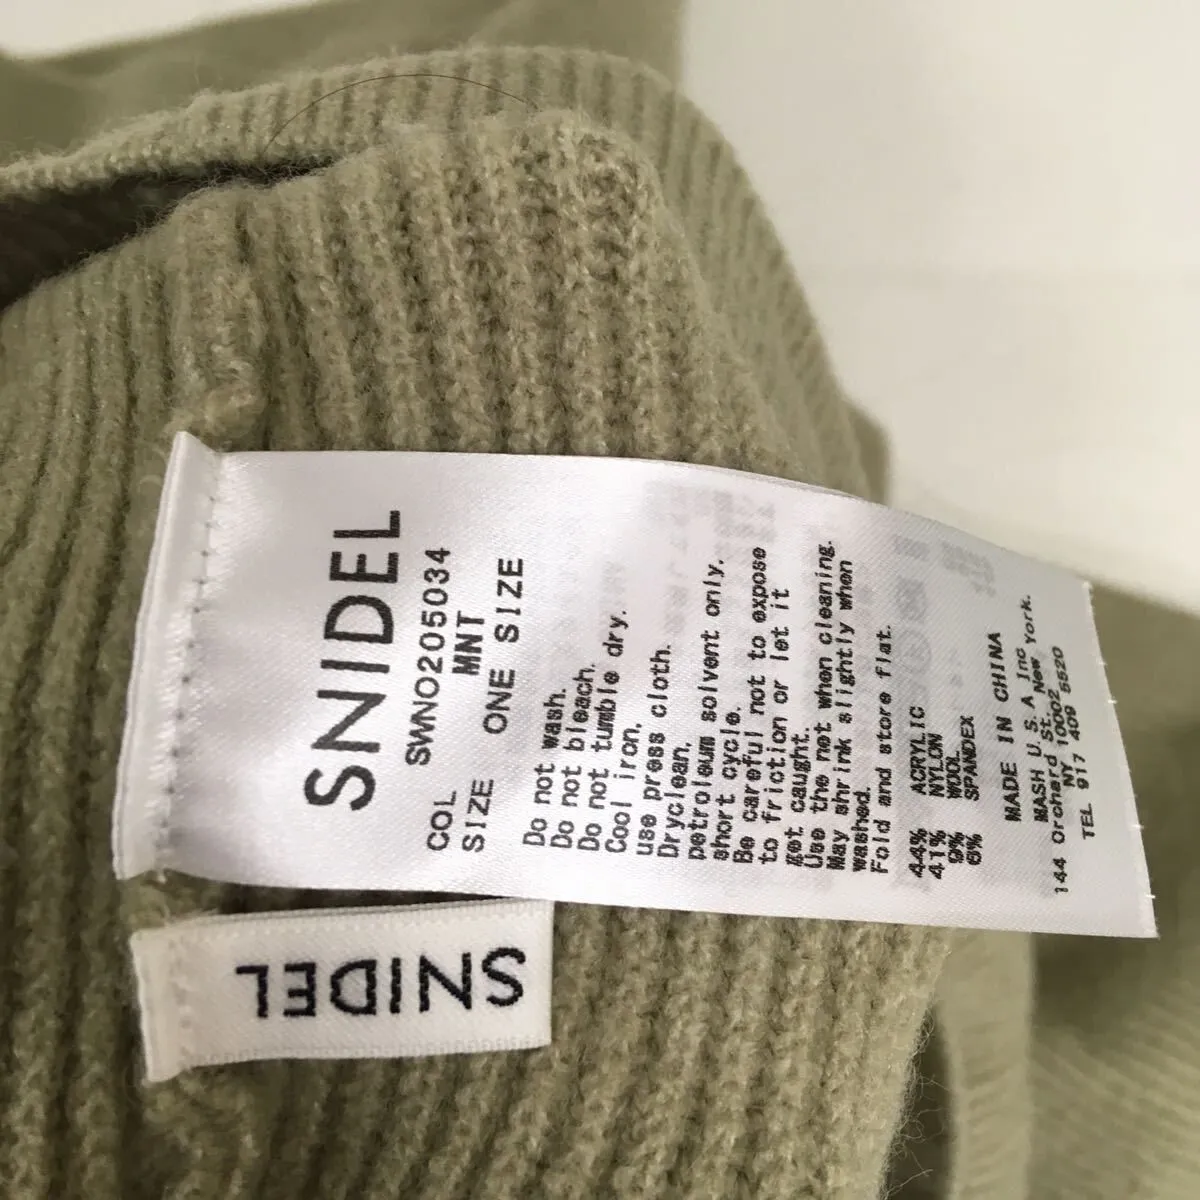 SNIDEL
SWNO205034
COL MNT
SIZE ONE SIZE
Do not wash.
Do not bleach.
Do not tumble dry.
Cool iron.
use press cloth.
Dryclean.
petroleum solvent only.
short cycle.
Be careful not to expose
to friction or let it
get caught.
Use the not when cleaning.
May shrink slightly when
washed.
Fold and store flat.
44% ACRYLIC
41% NYLON
9% WOOL
6% SPANDEX
MADE IN CHINA
MASH U.S.A Inc
144 Orchard St. New York.
NY 10002
TEL 917 409 5520
SNIDEL